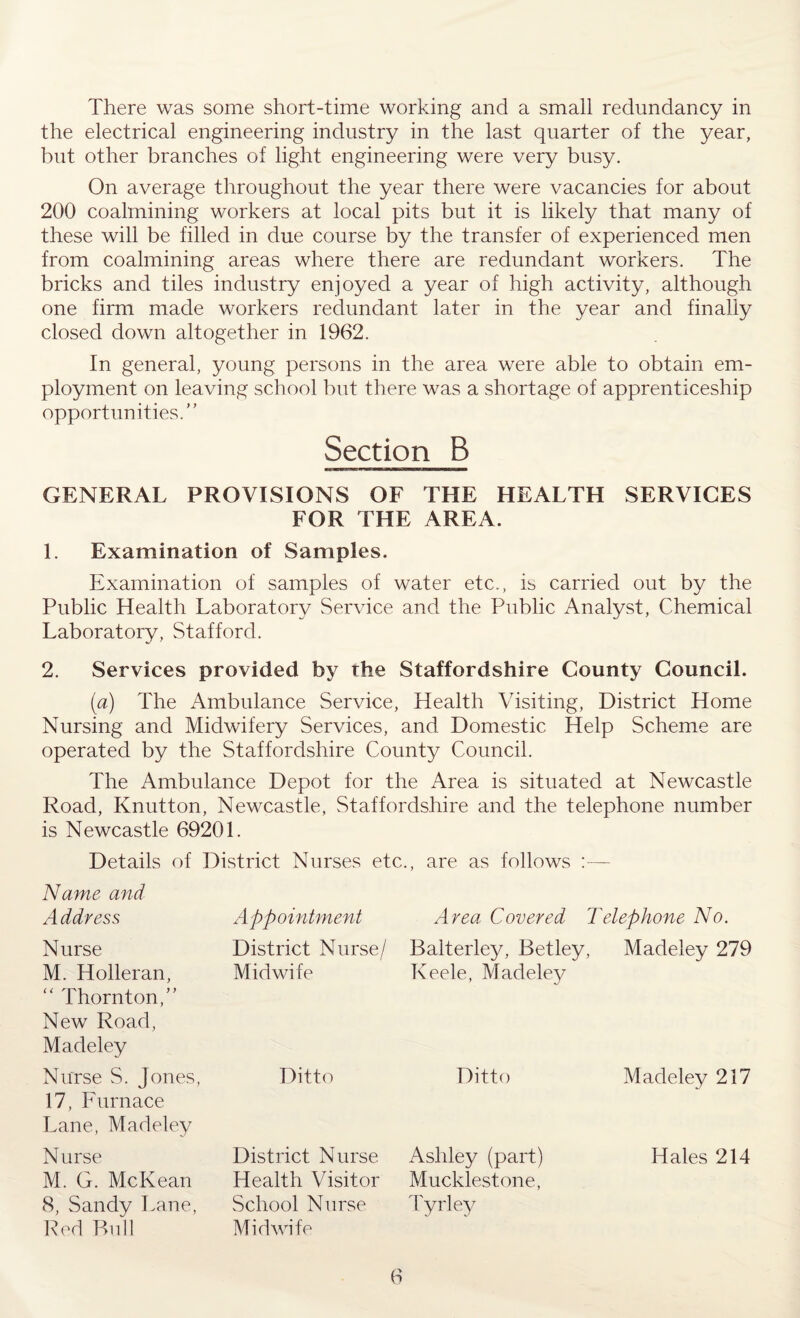 There was some short-time working and a small redundancy in
the electrical engineering industry in the last quarter of the year,
but other branches of light engineering were very busy.
On average throughout the year there were vacancies for about
200 coalmining workers at local pits but it is likely that many of
these will be filled in due course by the transfer of experienced men
from coalmining areas where there are redundant workers. The
bricks and tiles industry enjoyed a year of high activity, although
one firm made workers redundant later in the year and finally
closed down altogether in 1962.
In general, young persons in the area were able to obtain em-
ployment on leaving school but there was a shortage of apprenticeship
opportunities.”
Section B
GENERAL PROVISIONS OF THE HEALTH SERVICES
FOR THE AREA.
1. Examination of Samples.
Examination of samples of water etc., is carried out by the
Public Health Laboratory Service and the Public Analyst, Chemical
Laboratory, Stafford.
2. Services provided by the Staffordshire County Council.
(a) The Ambulance Service, Health Visiting, District Home
Nursing and Midwifery Services, and Domestic Help Scheme are
operated by the Staffordshire County Council.
The Ambulance Depot for the Area is situated at Newcastle
Road, Knutton, Newcastle, Staffordshire and the telephone number
is Newcastle 69201.
Details of District Nurses etc., are as follows :—
Name and
Address Appointment Area Covered Telephone No.
Nurse District Nurse/ Balterley, Betley, Madeley 279
M. Holleran, Midwife Keele, Madeley
“ Thornton,”
New Road,
Madeley
Nurse S. Jones, Ditto Ditto Madeley 217
17, Furnace
Lane, Madeley
Nurse District Nurse Ashley (part) Hales 214
M. G. McKean Health Visitor Mucklestone,
8, Sandy Lane, School Nurse Tyrley
Red Bull Midwife
6